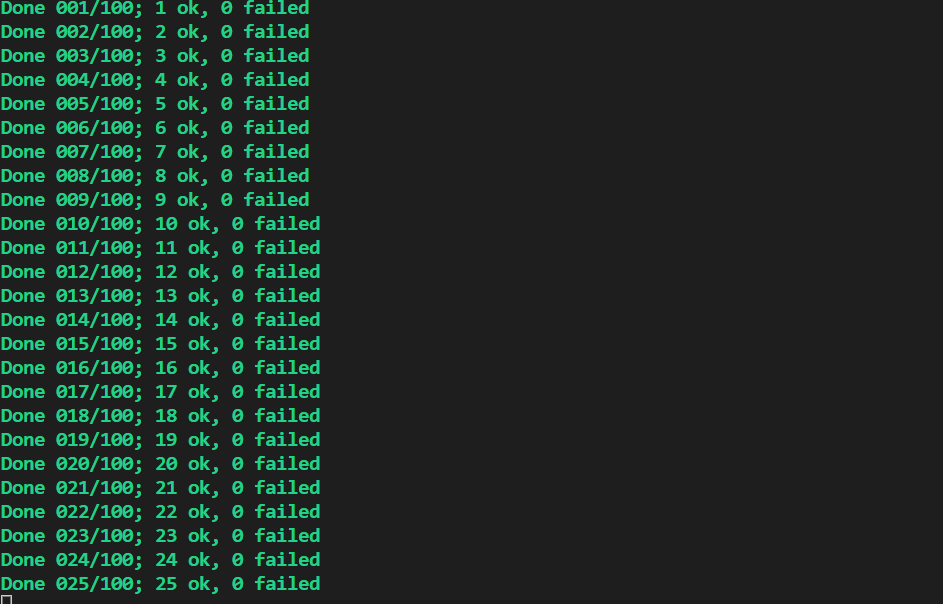 Done 001/100; 1 ok, 0 failed
Done 002/100; 2 ok, 0 failed
Done 003/100; 3 ok, 0 failed
Done 004/100; 4 ok, 0 failed
Done 005/100; 5 ok, 0 failed
Done 006/100; 6 ok, 0 failed
Done 007/100; 7 ok, 0 failed
Done 008/100; 8 ok, 0 failed
Done 009/100; 9 ok, 0 failed
Done 010/100; 10 ok, 0 failed
Done 011/100; 11 ok, 0 failed
Done 012/100; 12 ok, 0 failed
Done 013/100; 13 ok, 0 failed
Done 014/100; 14 ok, 0 failed
Done 015/100; 15 ok, 0 failed
Done 016/100; 16 ok, 0 failed
Done 017/100; 17 ok, 0 failed
Done 018/100; 18 ok, 0 failed
Done 019/100; 19 ok, 0 failed
Done 020/100; 20 ok, 0 failed
Done 021/100; 21 ok, 0 failed
Done 022/100; 22 ok, 0 failed
Done 023/100; 23 ok, 0 failed
Done 024/100; 24 ok, 0 failed
Done 025/100; 25 ok, 0 failed